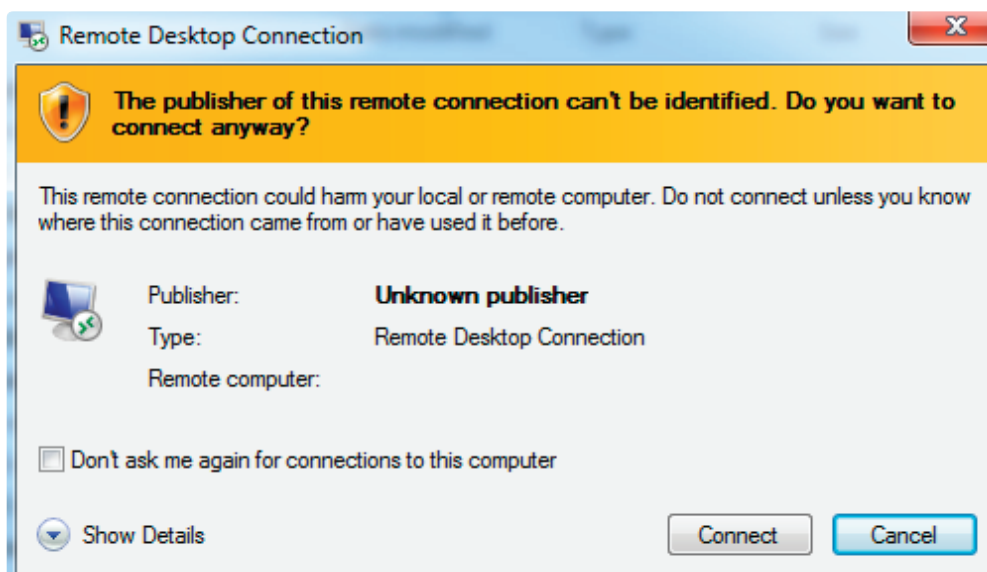 Remote Desktop Connection
The publisher of this remote connection can't be identified. Do you want to
connect anyway?
This remote connection could harm your local or remote computer. Do not connect unless you know
where this connection came from or have used it before.
Publisher: Unknown publisher
Type: Remote Desktop Connection
Remote computer:
Don't ask me again for connections to this computer
Show Details Connect Cancel